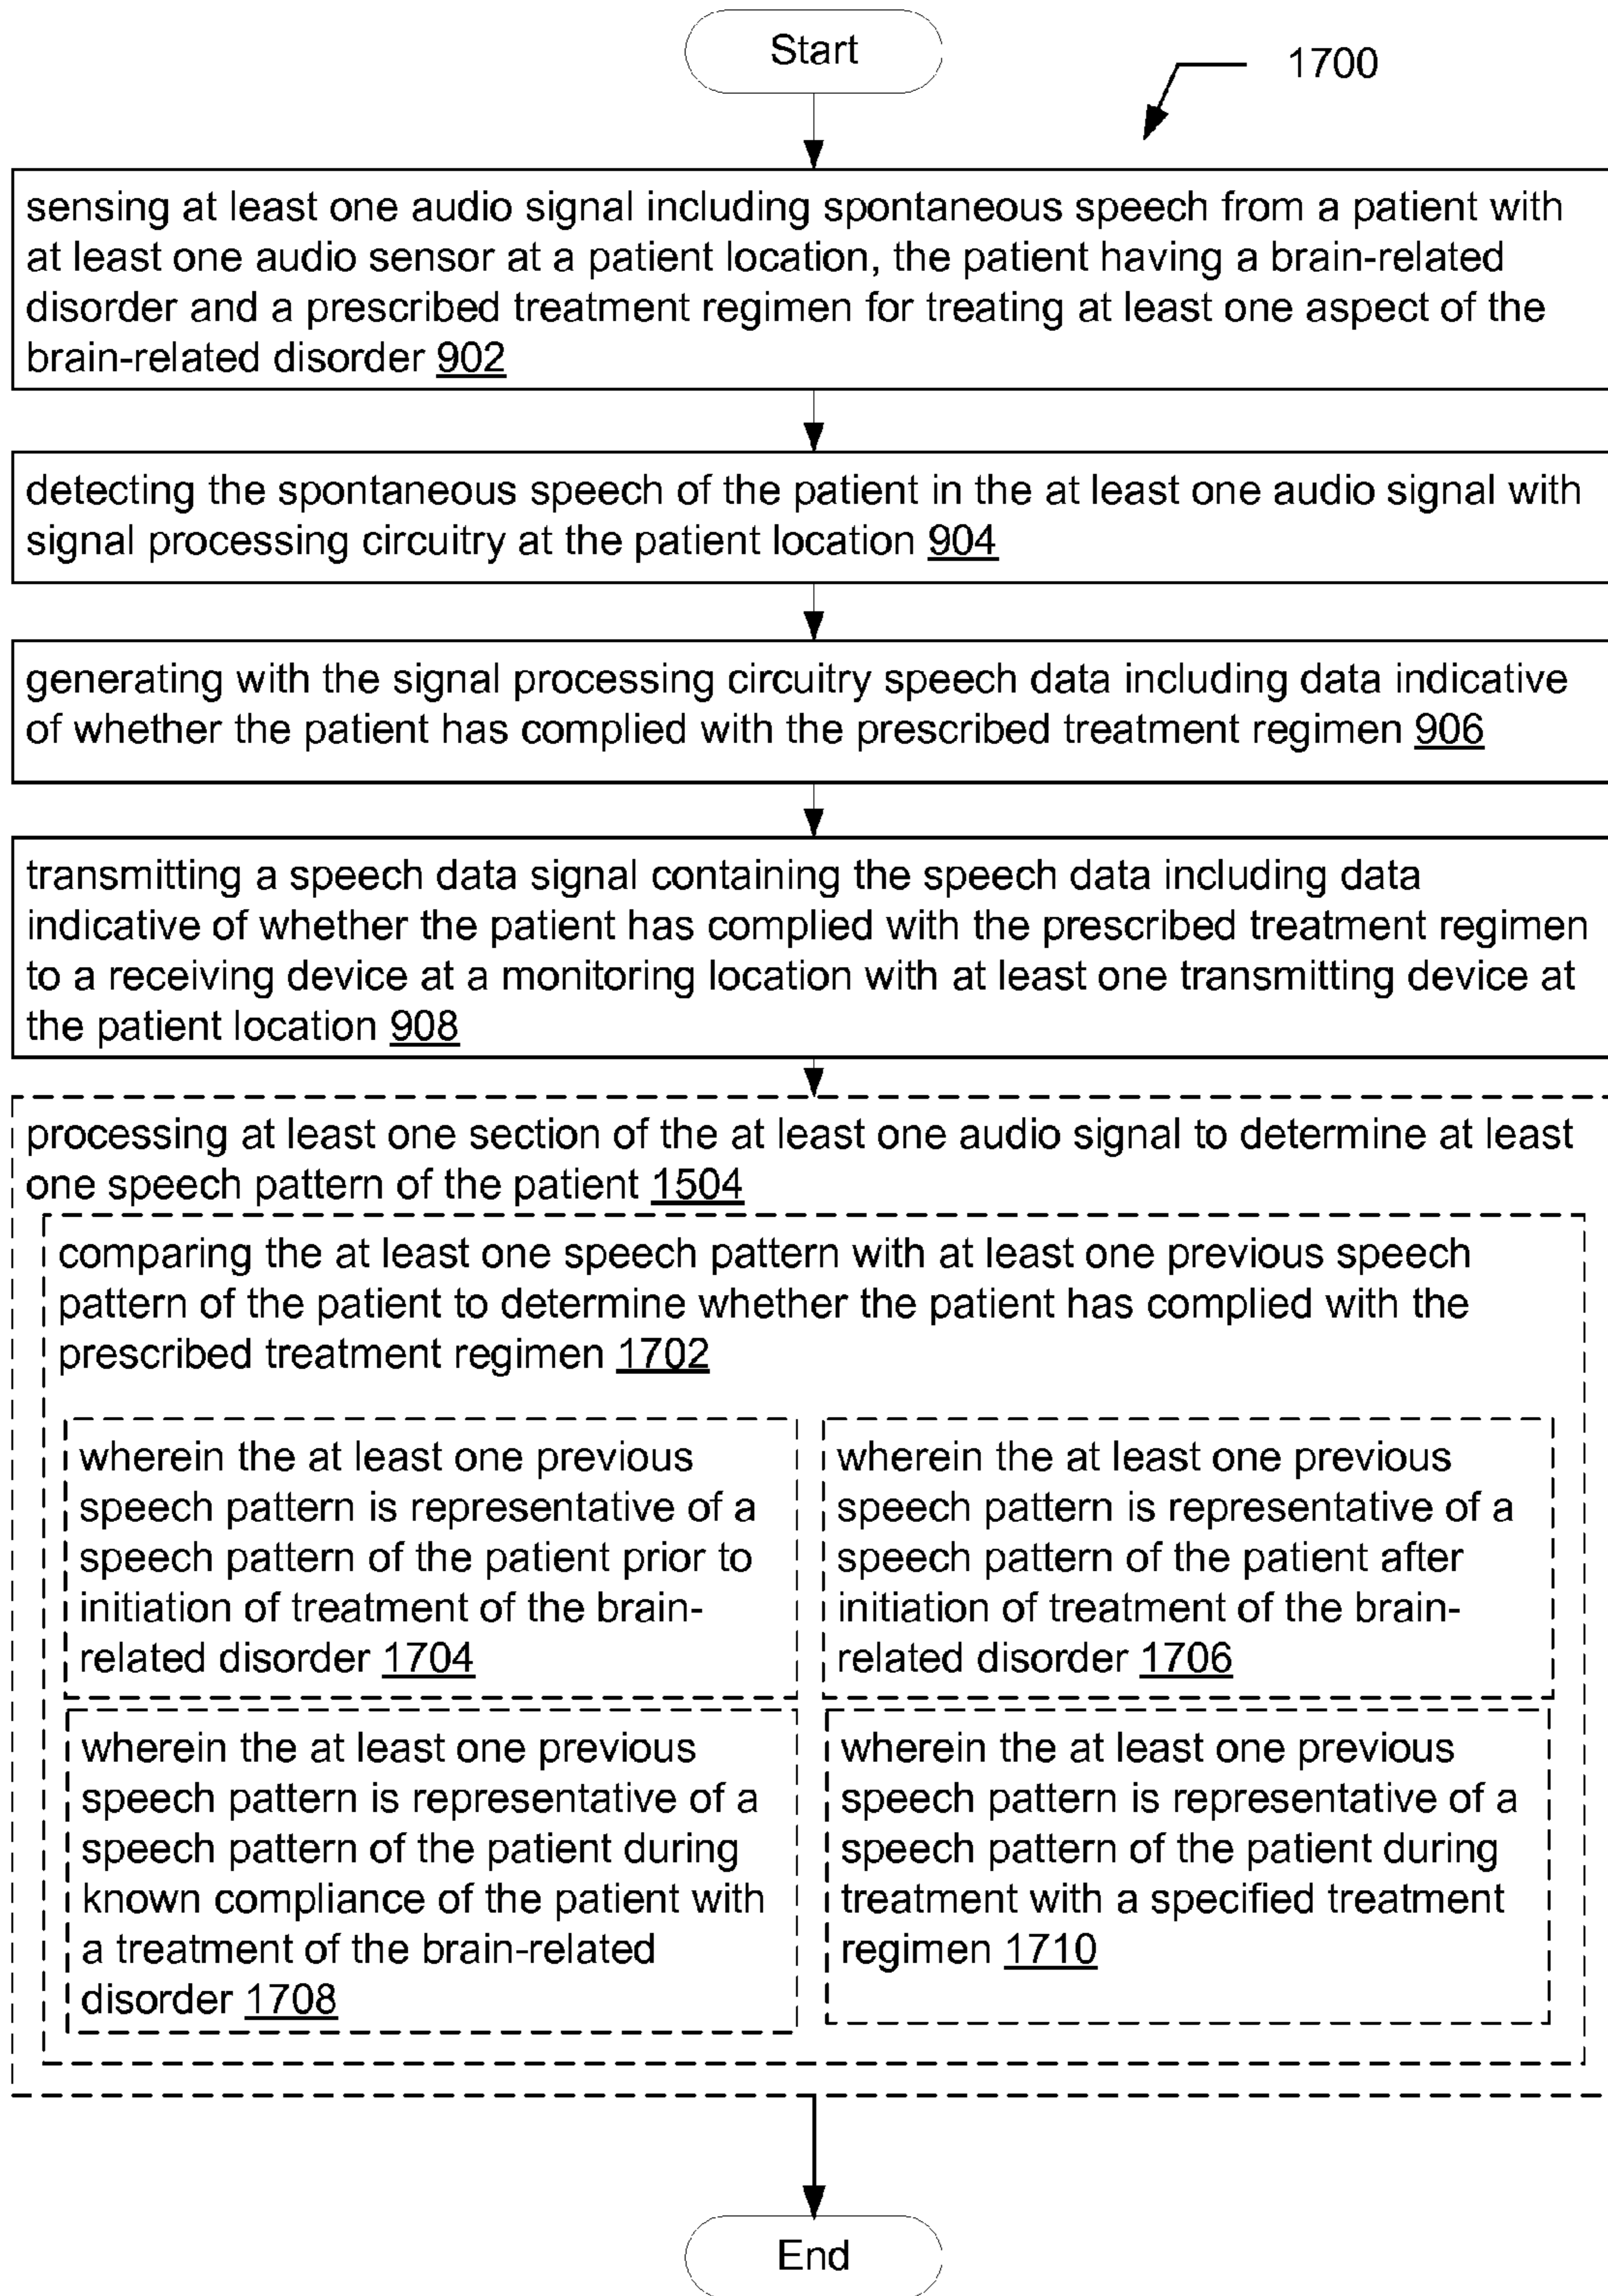 Start
1700
sensing at least one audio signal including spontaneous speech from a patient with
at least one audio sensor at a patient location, the patient having a brain-related
disorder and a prescribed treatment regimen for treating at least one aspect of the
brain-related disorder 902
detecting the spontaneous speech of the patient in the at least one audio signal with
signal processing circuitry at the patient location 904
generating with the signal processing circuitry speech data including data indicative
of whether the patient has complied with the prescribed treatment regimen 906
transmitting a speech data signal containing the speech data including data
indicative of whether the patient has complied with the prescribed treatment regimen
to a receiving device at a monitoring location with at least one transmitting device at
the patient location 908
processing at least one section of the at least one audio signal to determine at least
one speech pattern of the patient 1504
comparing the at least one speech pattern with at least one previous speech
pattern of the patient to determine whether the patient has complied with the
prescribed treatment regimen 1702
wherein the at least one previous
speech pattern is representative of a
speech pattern of the patient prior to
initiation of treatment of the brain-
related disorder 1704
wherein the at least one previous
speech pattern is representative of a
speech pattern of the patient after
initiation of treatment of the brain-
related disorder 1706
wherein the at least one previous
speech pattern is representative of a
speech pattern of the patient during
known compliance of the patient with
a treatment of the brain-related
disorder 1708
wherein the at least one previous
speech pattern is representative of a
speech pattern of the patient during
treatment with a specified treatment
regimen 1710
End